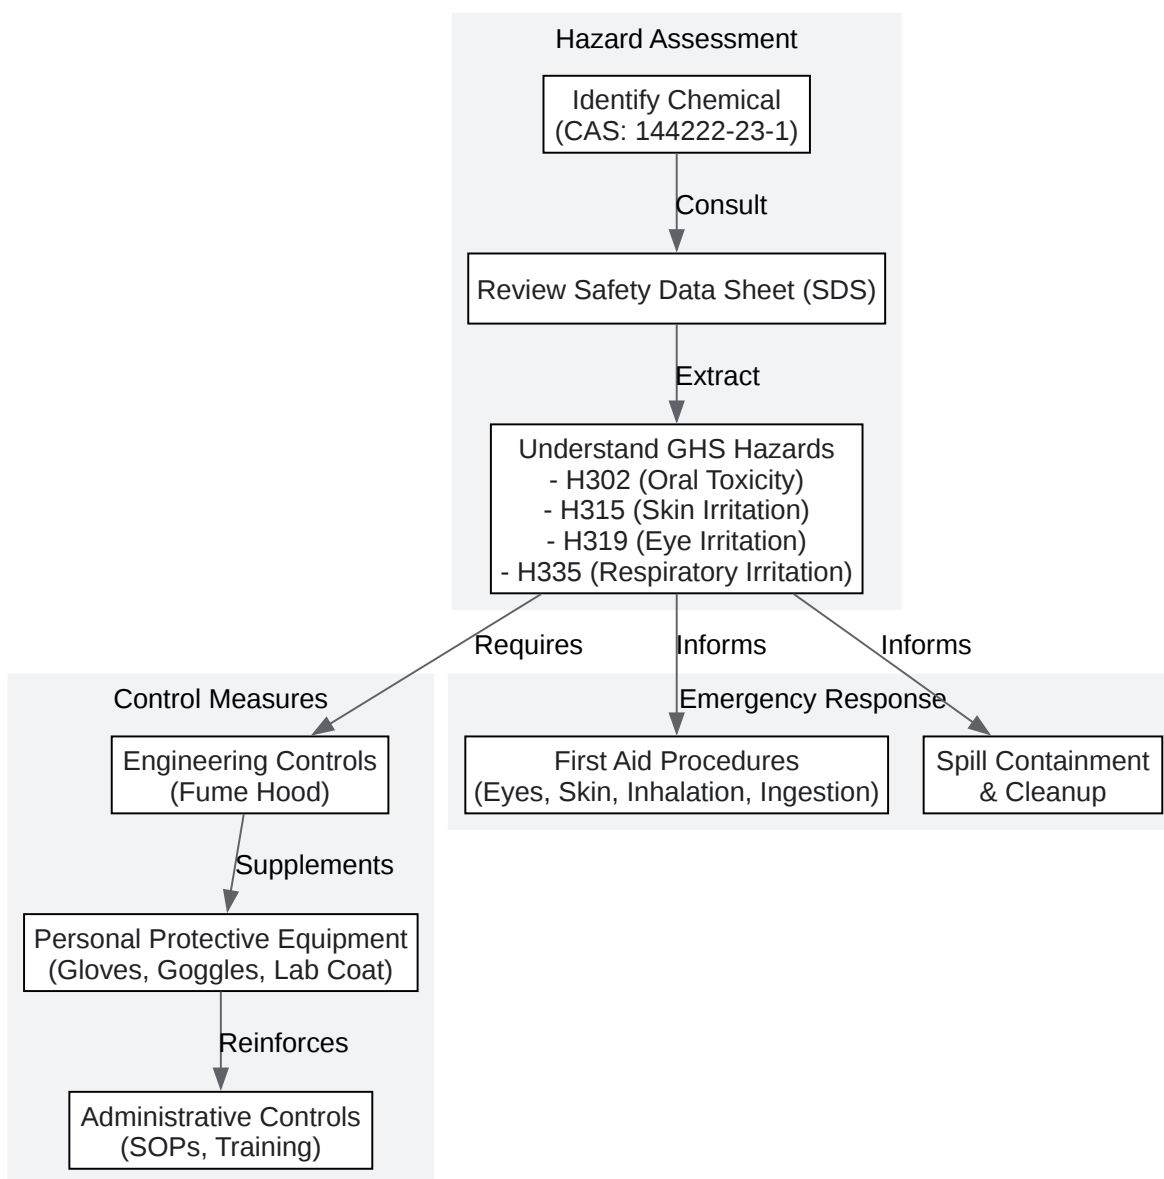 Hazard Assessment
Identify Chemical
(CAS: 144222-23-1)
Consult
Review Safety Data Sheet (SDS)
Extract
Understand GHS Hazards
- H302 (Oral Toxicity)
- H315 (Skin Irritation)
- H319 (Eye Irritation)
- H335 (Respiratory Irritation)
Requires
Informs
Informs
Control Measures
Engineering Controls
(Fume Hood)
Supplements
Personal Protective Equipment
(Gloves, Goggles, Lab Coat)
Reinforces
Administrative Controls
(SOPs, Training)
Emergency Response
First Aid Procedures
(Eyes, Skin, Inhalation, Ingestion)
Spill Containment
& Cleanup